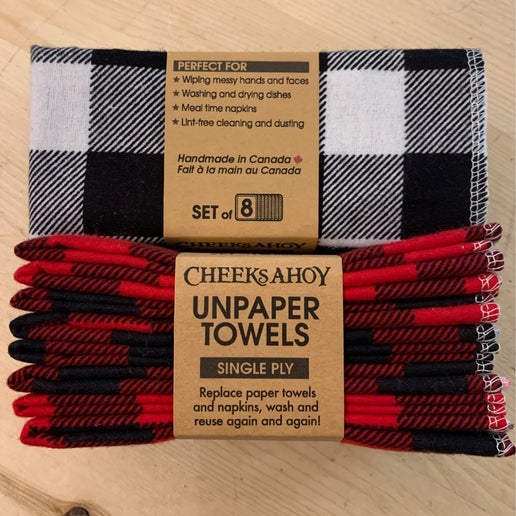 PERFECT FOR
★ Wiping messy hands and faces
★ Washing and drying dishes
★ Meal time napkins
★ Lint-free cleaning and dusting
Handmade in Canada
Fait à la main au Canada
SET of 8
CHEEKS AHOY
CHEEKS AHOY
UNPAPER
TOWELS
SINGLE PLY
Replace paper towels
and napkins, wash and
reuse again and again!